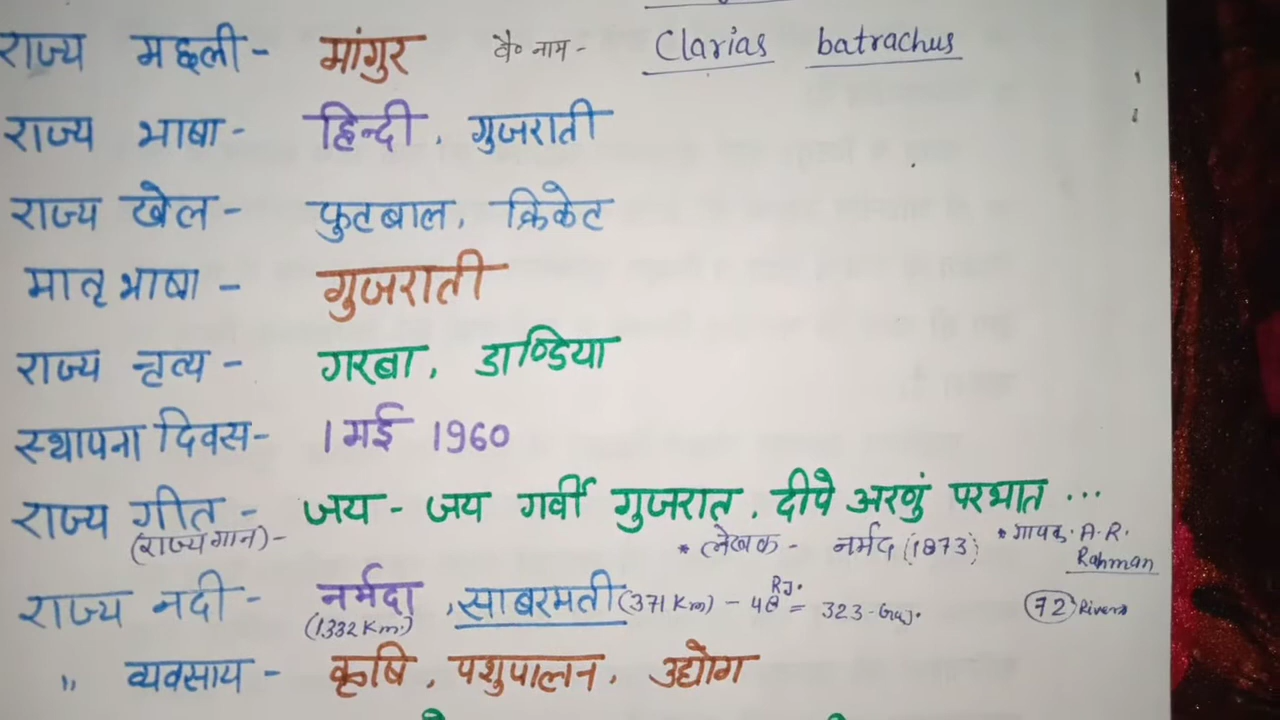 राज्य मछली - मांगुर वै० नाम - Clarias batrachus
राज्य भाषा - हिन्दी, गुजराती
राज्य खेल - फुटबाल, क्रिकेट
मातृ भाषा - गुजराती
राज्य नृत्य - गरबा, डाण्डिया
स्थापना दिवस - 1 मई 1960
राज्य गीत - जय - जय गर्वी गुजरात, दीपे अरुणुं परभात ...
(राज्यगान) - * लेखक - नर्मद (1873) * गायक. A.R. Rahman
राज्य नदी - नर्मदा, साबरमती (371 Km) - 48 Rj. = 323 - Guj. 72 Rivers
(1332 Km.)
" व्यवसाय - कृषि, पशुपालन, उद्योग